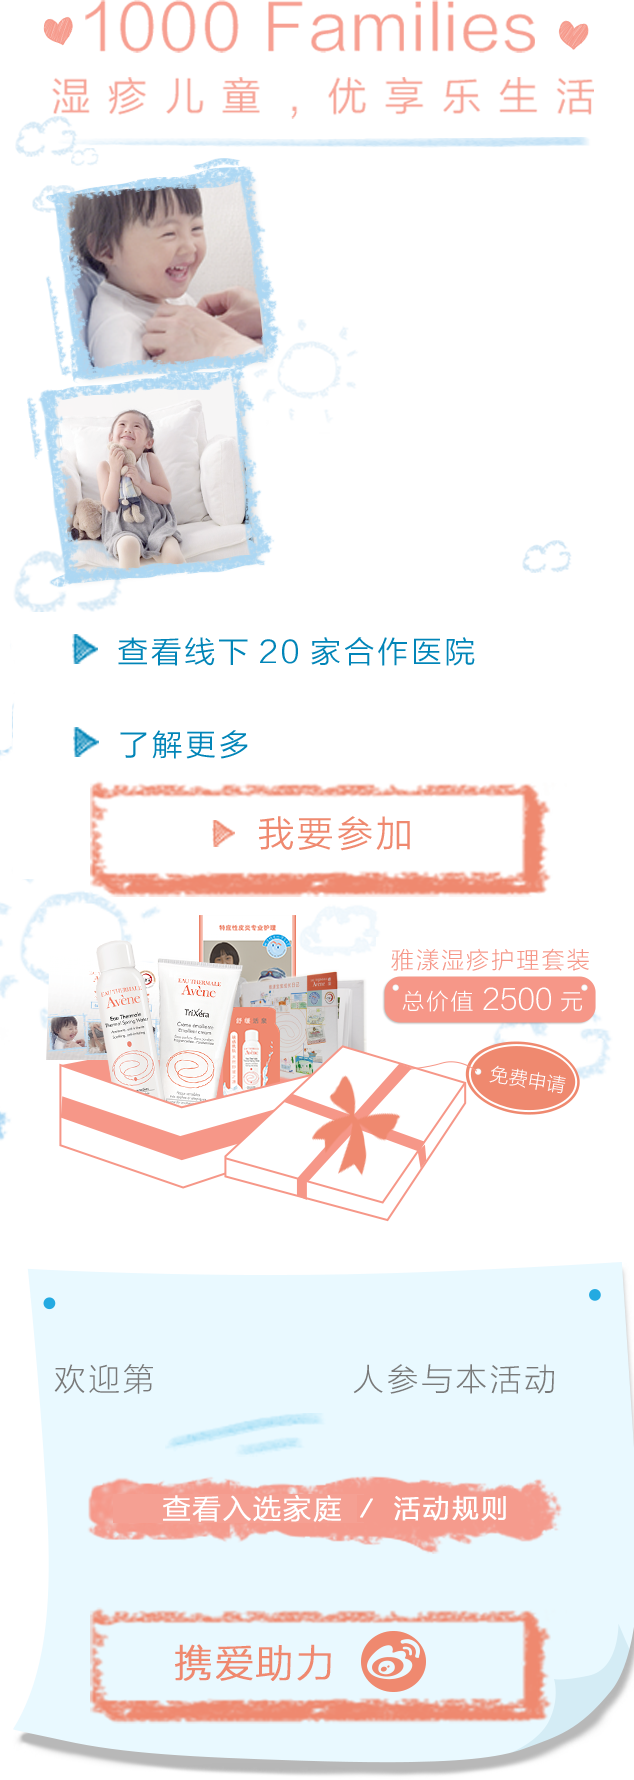 1000 Families
湿疹儿童，优享乐生活
查看线下 20 家合作医院
了解更多
我要参加
特应性皮炎专业护理
雅漾湿疹护理套装
总价值 2500 元
免费申请
EAU THERMALE
Avène
Eau Thermale
Thermal Spring Water
EAU THERMALE
Avène
TriXéra
Crème émolliente
Emollient cream
欢迎第 人参与本活动
查看入选家庭 / 活动规则
携爱助力